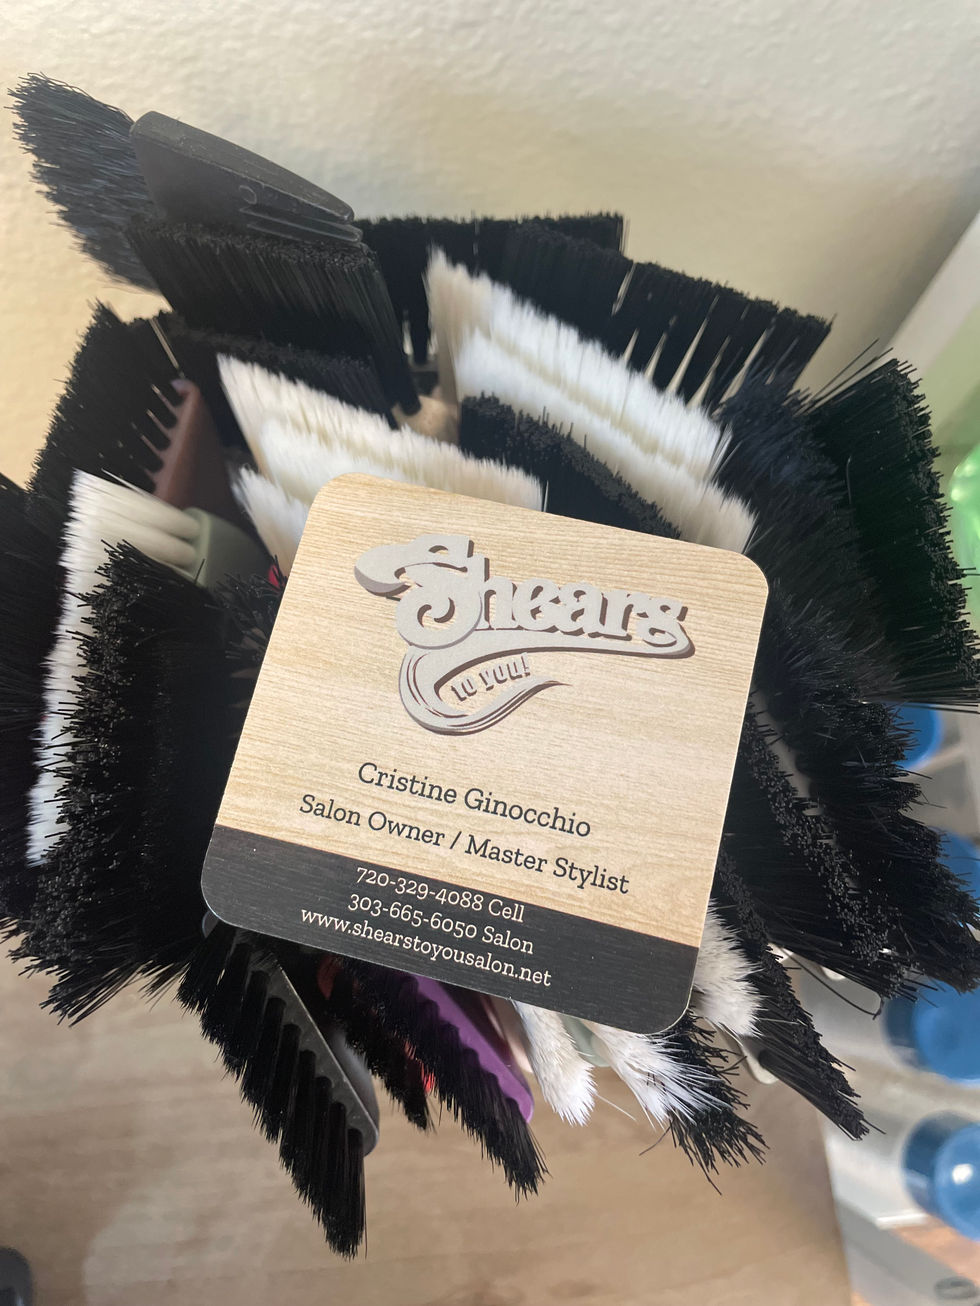 Shears
to you!
Cristine Ginocchio
Salon Owner / Master Stylist
720-329-4088 Cell
303-665-6050 Salon
www.shearstoyousalon.net